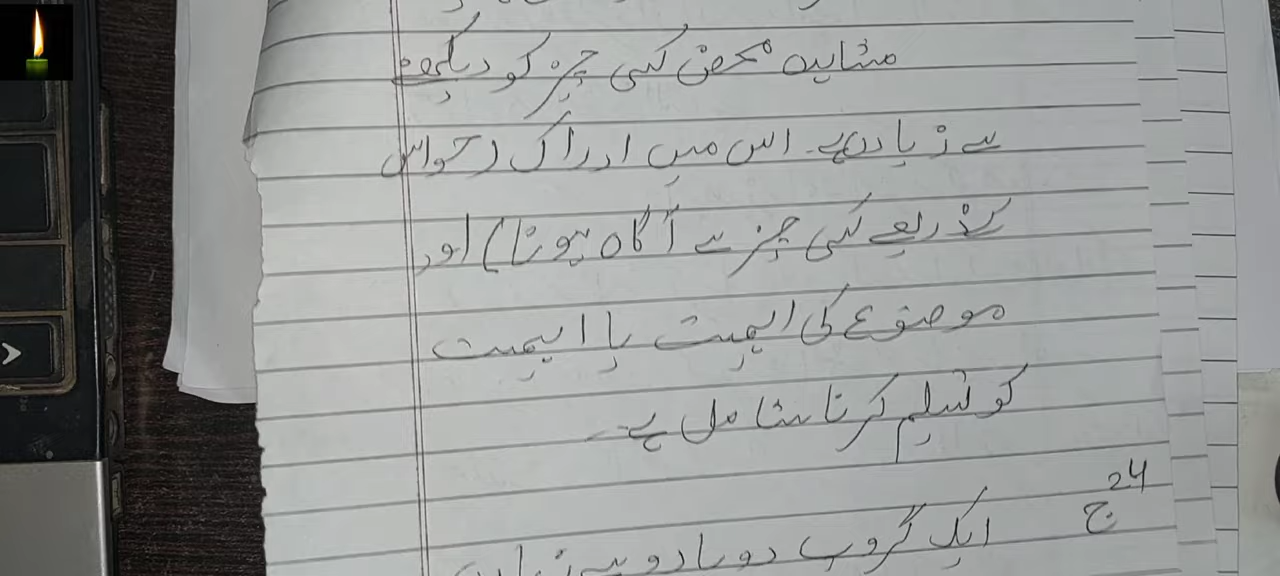 مشاہدہ محض کسی چیز کو دیکھنے
سے زیادہ ہے۔ اس میں ادراک (حواس
کے ذریعے کسی چیز سے آگاہ ہونا) اور
موضوع کی اہمیت یا اہمیت
کو تسلیم کرنا شامل ہے۔
24
ج ایک گروپ دو یا دو سے زیادہ